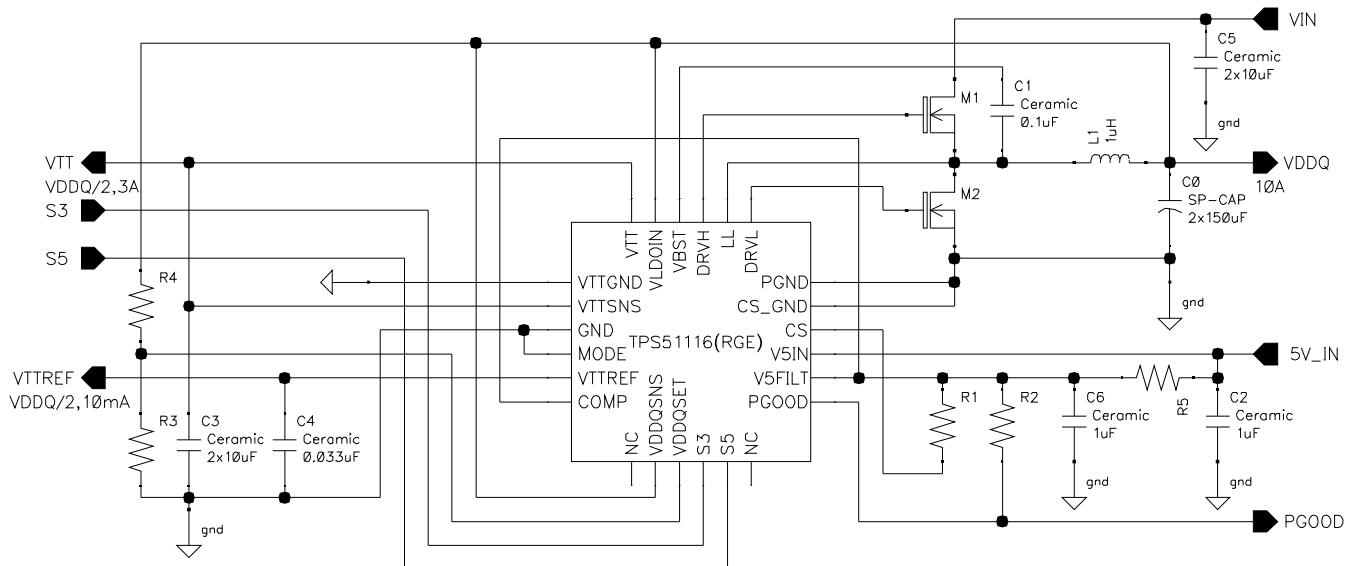 VIN
C5
Ceramic
2x10uF
gnd
M1
C1
Ceramic
0.1uF
L1
1uH
VTT
VDDQ/2,3A
S3
S5
M2
VDDQ
10A
C0
SP-CAP
2x150uF
gnd
VTT
VLDOIN
VBST
DRVH
LL
DRVL
R4
VTTGND
VTTSNS
GND
MODE
VTTREF
COMP
TPS51116(RGE)
PGND
CS_GND
CS
V5IN
V5FILT
PGOOD
5V_IN
VTTREF
VDDQ/2,10mA
R3
C3
Ceramic
2x10uF
C4
Ceramic
0.033uF
gnd
NC
VDDQSNS
VDDQSET
S3
S5
NC
R1
R2
C6
Ceramic
1uF
gnd
R5
C2
Ceramic
1uF
gnd
PGOOD